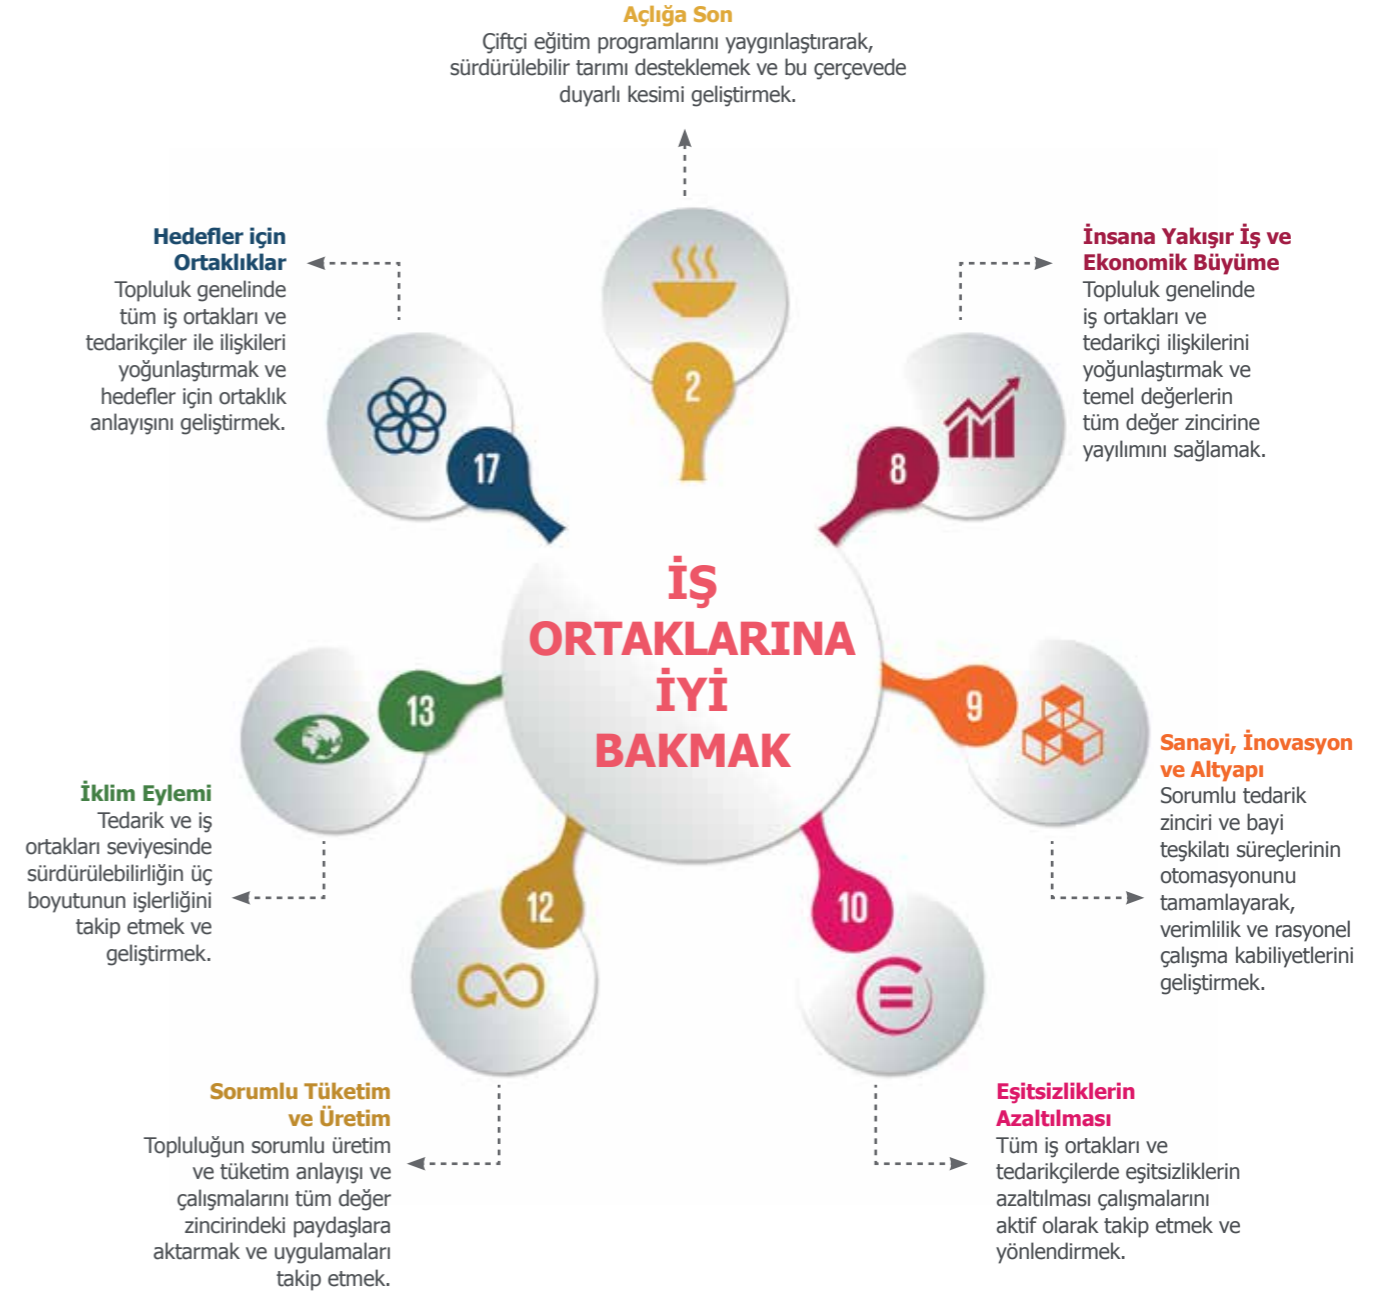 Açlığa Son
Çiftçi eğitim programlarını yaygınlaştırarak,
sürdürülebilir tarımı desteklemek ve bu çerçevede
duyarlı kesimi geliştirmek.
2
İnsana Yakışır İş ve
Ekonomik Büyüme
Topluluk genelinde
iş ortakları ve
tedarikçi ilişkilerini
yoğunlaştırmak ve
temel değerlerin
tüm değer zincirine
yayılımını sağlamak.
8
Hedefler için
Ortaklıklar
Topluluk genelinde
tüm iş ortakları ve
tedarikçiler ile ilişkileri
yoğunlaştırmak ve
hedefler için ortaklık
anlayışını geliştirmek.
17
İŞ
ORTAKLARINA
İYİ
BAKMAK
13
İklim Eylemi
Tedarik ve iş
ortakları seviyesinde
sürdürülebilirliğin üç
boyutunun işlerliğini
takip etmek ve
geliştirmek.
9
Sanayi, İnovasyon
ve Altyapı
Sorumlu tedarik
zinciri ve bayi
teşkilatı süreçlerinin
otomasyonunu
tamamlayarak,
verimlilik ve rasyonel
çalışma kabiliyetlerini
geliştirmek.
12
Sorumlu Tüketim
ve Üretim
Topluluğun sorumlu üretim
ve tüketim anlayışı ve
çalışmalarını tüm değer
zincirindeki paydaşlara
aktarmak ve uygulamaları
takip etmek.
10
Eşitsizliklerin
Azaltılması
Tüm iş ortakları ve
tedarikçilerde eşitsizliklerin
azaltılması çalışmalarını
aktif olarak takip etmek ve
yönlendirmek.